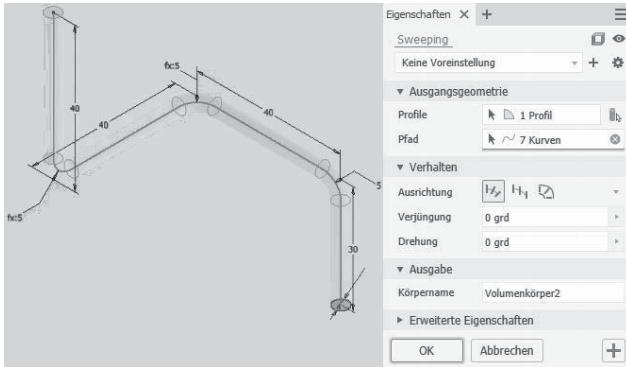 40
fx:5
40
40
5
fx:5
30
Eigenschaften × +
Sweeping
Keine Voreinstellung
Ausgangsgeometrie
Profile 1 Profil
Pfad 7 Kurven
Verhalten
Ausrichtung
Verjüngung 0 grd
Drehung 0 grd
Ausgabe
Körpername Volumenkörper2
Erweiterte Eigenschaften
OK Abbrechen